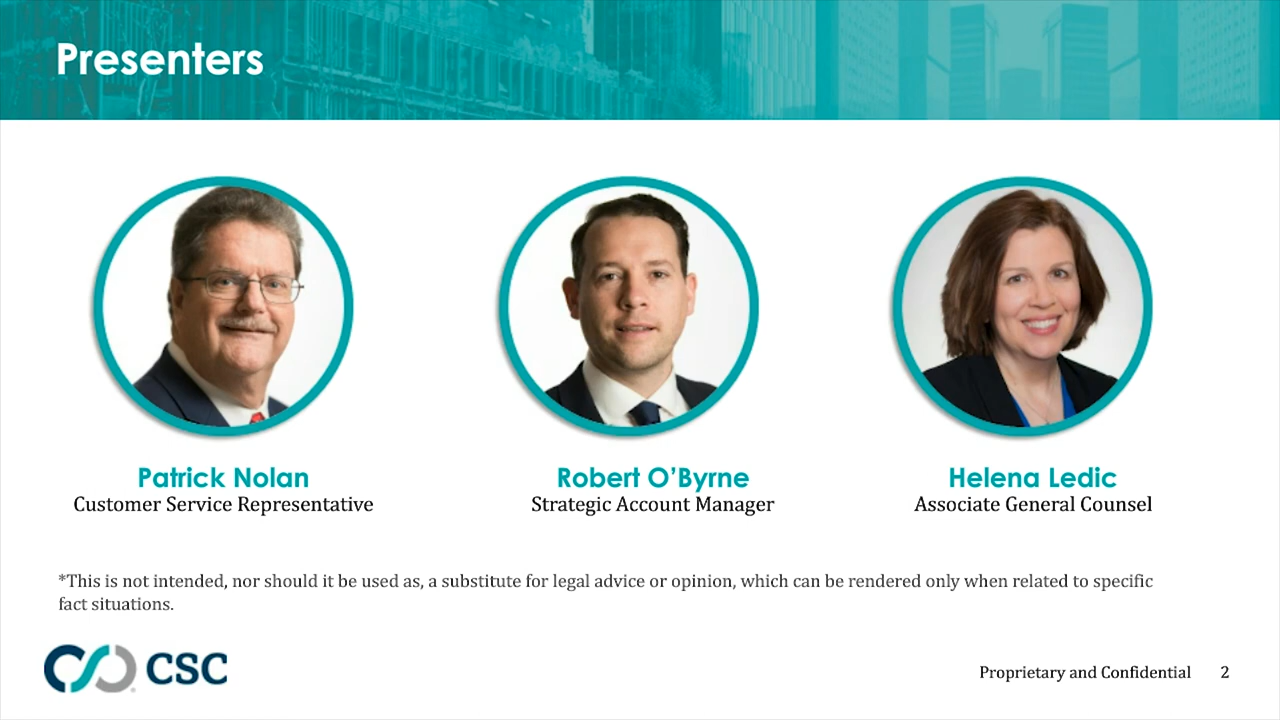 Presenters
Patrick Nolan
Customer Service Representative
Robert O’Byrne
Strategic Account Manager
Helena Ledic
Associate General Counsel
*This is not intended, nor should it be used as, a substitute for legal advice or opinion, which can be rendered only when related to specific
fact situations.
CSC
Proprietary and Confidential 2